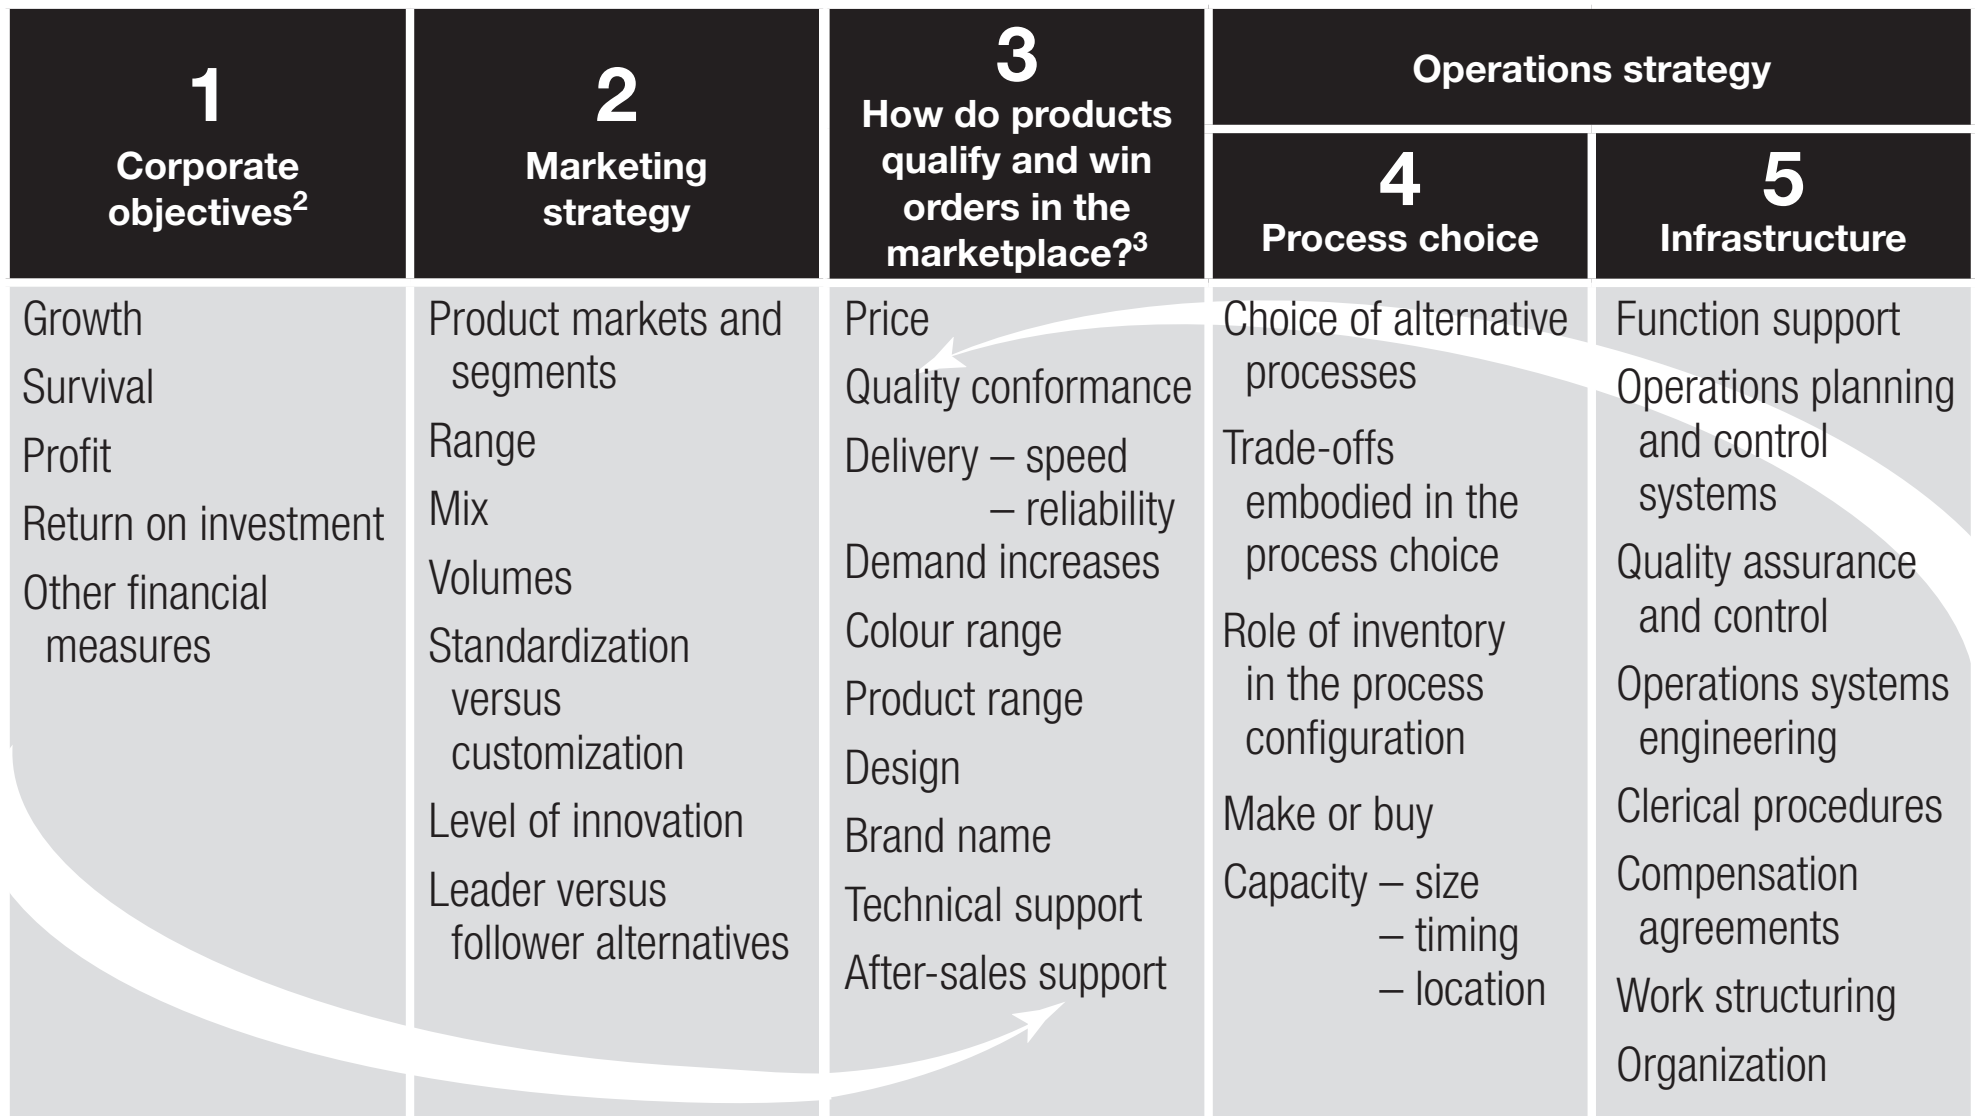 1
Corporate
objectives2
2
Marketing
strategy
3
How do products
qualify and win
orders in the
marketplace?3
Operations strategy
4
Process choice
5
Infrastructure
Growth
Survival
Profit
Return on investment
Other financial
measures
Product markets and
segments
Range
Mix
Volumes
Standardization
versus
customization
Level of innovation
Leader versus
follower alternatives
Price
Quality conformance
Delivery – speed
– reliability
Demand increases
Colour range
Product range
Design
Brand name
Technical support
After-sales support
Choice of alternative
processes
Trade-offs
embodied in the
process choice
Role of inventory
in the process
configuration
Make or buy
Capacity – size
– timing
– location
Function support
Operations planning
and control
systems
Quality assurance
and control
Operations systems
engineering
Clerical procedures
Compensation
agreements
Work structuring
Organization